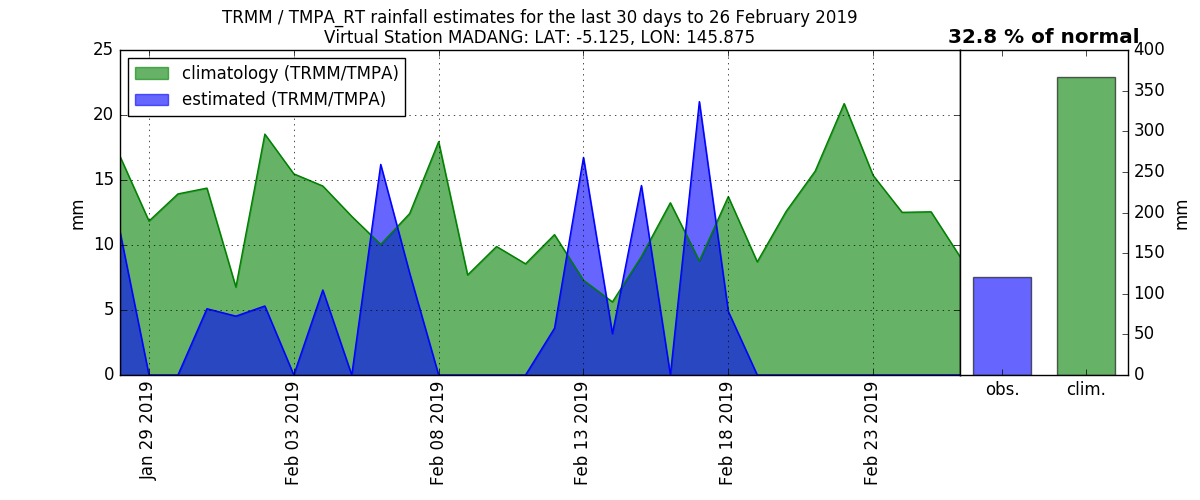 TRMM / TMPA_RT rainfall estimates for the last 30 days to 26 February 2019
Virtual Station MADANG: LAT: -5.125, LON: 145.875
32.8 % of normal
climatology (TRMM/TMPA)
estimated (TRMM/TMPA)
25
20
15
10
5
0
mm
Jan 29 2019
Feb 03 2019
Feb 08 2019
Feb 13 2019
Feb 18 2019
Feb 23 2019
obs.
clim.
400
350
300
250
200
150
100
50
0
mm